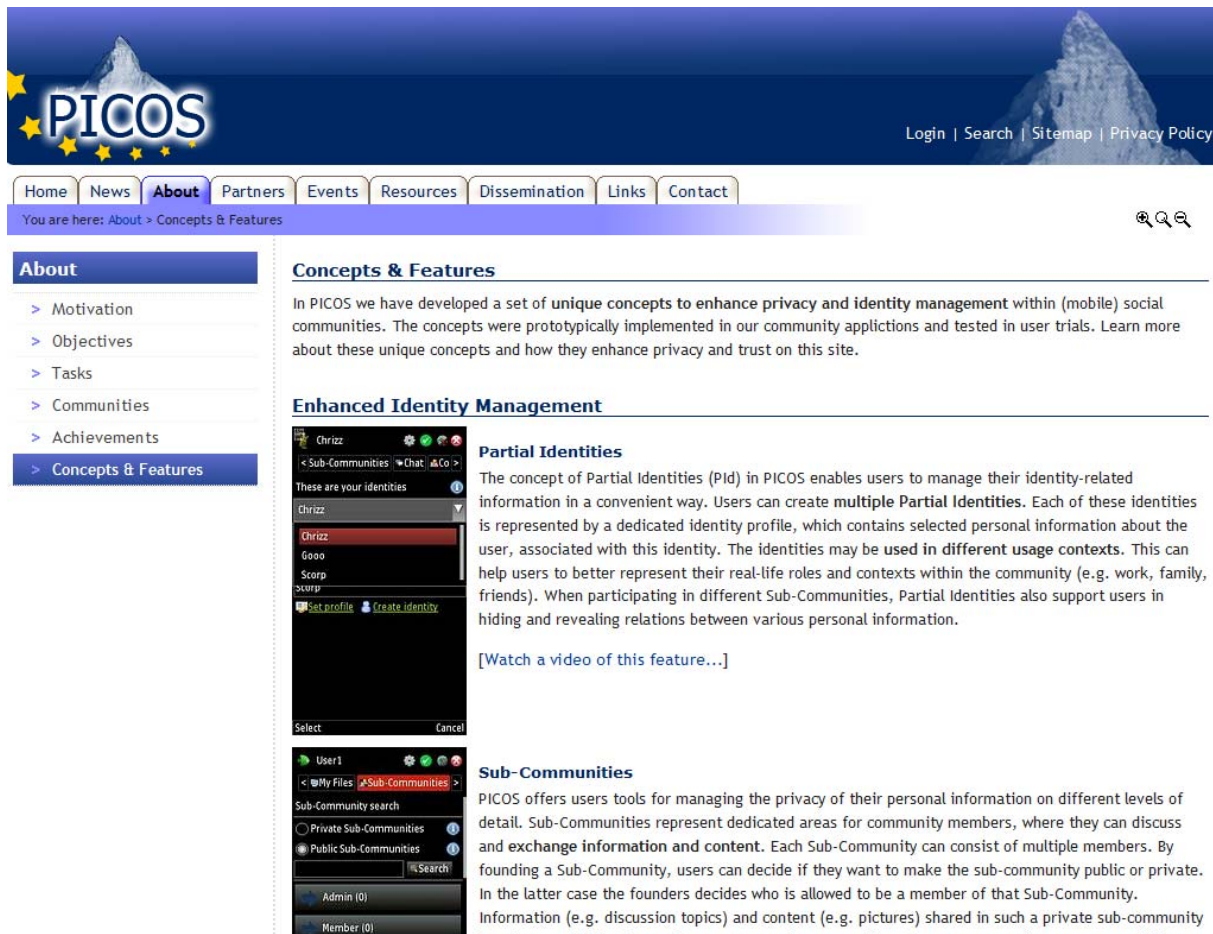 PICOS
Login | Search | Sitemap | Privacy Policy
Home News About Partners Events Resources Dissemination Links Contact
You are here: About > Concepts & Features
About
> Motivation
> Objectives
> Tasks
> Communities
> Achievements
> Concepts & Features
Concepts & Features
In PICOS we have developed a set of unique concepts to enhance privacy and identity management within (mobile) social
communities. The concepts were prototypically implemented in our community applictions and tested in user trials. Learn more
about these unique concepts and how they enhance privacy and trust on this site.
Enhanced Identity Management
Chrizz
< Sub-Communities Chat Co >
These are your identities
Chrizz
Chrizz
Gooo
Scorp
Scorp
Set profile Create identity
Select Cancel
Partial Identities
The concept of Partial Identities (PId) in PICOS enables users to manage their identity-related
information in a convenient way. Users can create multiple Partial Identities. Each of these identities
is represented by a dedicated identity profile, which contains selected personal information about the
user, associated with this identity. The identities may be used in different usage contexts. This can
help users to better represent their real-life roles and contexts within the community (e.g. work, family,
friends). When participating in different Sub-Communities, Partial Identities also support users in
hiding and revealing relations between various personal information.
[Watch a video of this feature...]
User1
< My Files Sub-Communities >
Sub-Community search
Private Sub-Communities
Public Sub-Communities
Search
Admin (0)
Member (0)
Sub-Communities
PICOS offers users tools for managing the privacy of their personal information on different levels of
detail. Sub-Communities represent dedicated areas for community members, where they can discuss
and exchange information and content. Each Sub-Community can consist of multiple members. By
founding a Sub-Community, users can decide if they want to make the sub-community public or private.
In the latter case the founders decides who is allowed to be a member of that Sub-Community.
Information (e.g. discussion topics) and content (e.g. pictures) shared in such a private sub-community